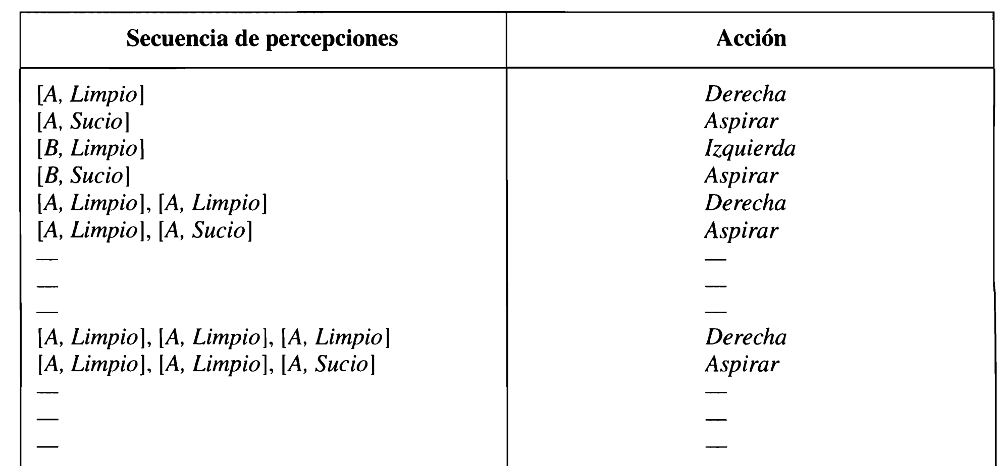 Secuencia de percepciones Acción
[A, Limpio] Derecha
[A, Sucio] Aspirar
[B, Limpio] Izquierda
[B, Sucio] Aspirar
[A, Limpio], [A, Limpio] Derecha
[A, Limpio], [A, Sucio] Aspirar
— —
— —
— —
[A, Limpio], [A, Limpio], [A, Limpio] Derecha
[A, Limpio], [A, Limpio], [A, Sucio] Aspirar
— —
— —
— —